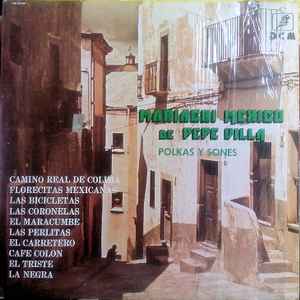 DCM
MARIACHI MEXICO
DE PEPE VILLA
POLKAS Y SONES
CAMINO REAL DE COLIMA
FLORECITAS MEXICANAS
LAS BICICLETAS
LAS CORONELAS
EL MARACUMBE
LAS PERLITAS
EL CARRETERO
CAFE COLON
EL TRISTE
LA NEGRA